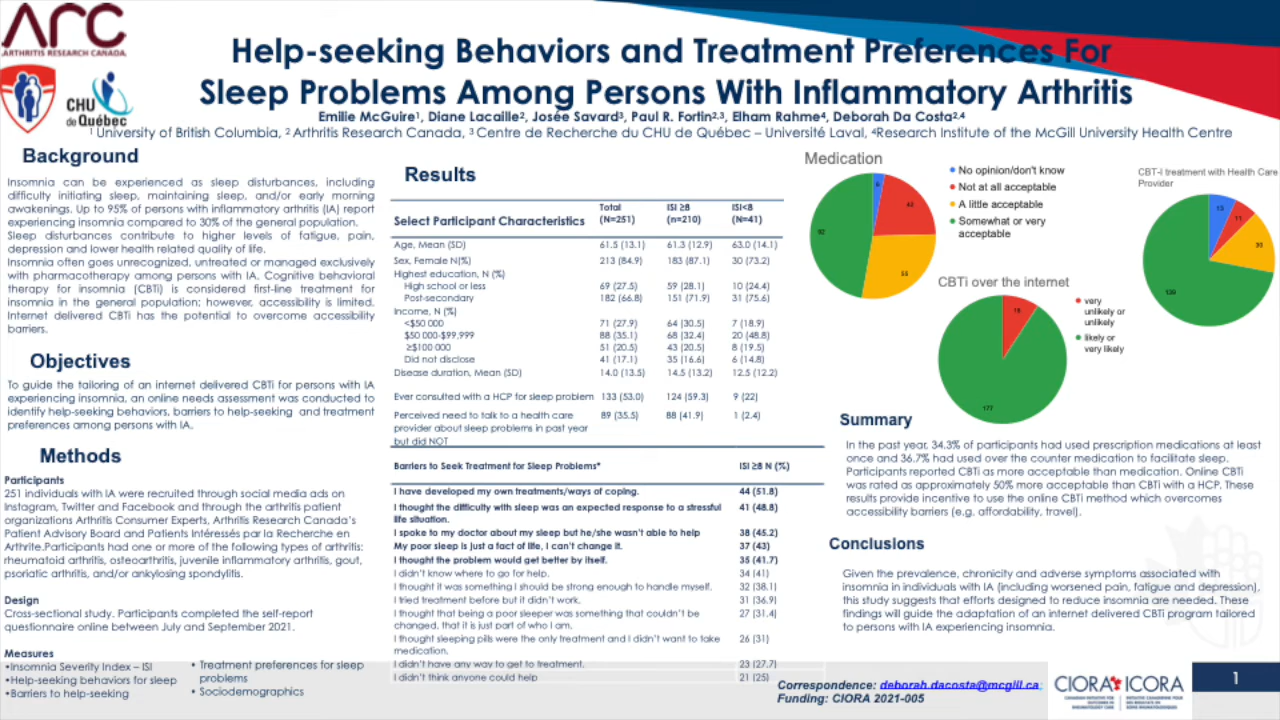 ARC
ARTHRITIS RESEARCH CANADA
CHU
de Québec
Help-seeking Behaviors and Treatment Preferences For
Sleep Problems Among Persons With Inflammatory Arthritis
Emilie McGuire1, Diane Lacaille2, Josée Savard3, Paul R. Fortin2,3, Elham Rahme4, Deborah Da Costa2,4
1 University of British Columbia, 2 Arthritis Research Canada, 3 Centre de Recherche du CHU de Québec – Université Laval, 4Research Institute of the McGill University Health Centre
Background
Insomnia can be experienced as sleep disturbances, including
difficulty initiating sleep, maintaining sleep, and/or early morning
awakenings. Up to 95% of persons with inflammatory arthritis (IA) report
experiencing insomnia compared to 30% of the general population.
Sleep disturbances contribute to higher levels of fatigue, pain,
depression and lower health related quality of life.
Insomnia often goes unrecognized, untreated or managed exclusively
with pharmacotherapy among persons with IA. Cognitive behavioral
therapy for insomnia (CBTi) is considered first-line treatment for
insomnia in the general population; however, accessibility is limited.
Internet delivered CBTi has the potential to overcome accessibility
barriers.
Objectives
To guide the tailoring of an internet delivered CBTi for persons with IA
experiencing insomnia, an online needs assessment was conducted to
identify help-seeking behaviors, barriers to help-seeking and treatment
preferences among persons with IA.
Methods
Participants
251 individuals with IA were recruited through social media ads on
Instagram, Twitter and Facebook and through the arthritis patient
organizations Arthritis Consumer Experts, Arthritis Research Canada's
Patient Advisory Board and Patients Intéressés par la Recherche en
Arthrite.Participants had one or more of the following types of arthritis:
rheumatoid arthritis, osteoarthritis, juvenile inflammatory arthritis, gout,
psoriatic arthritis, and/or ankylosing spondylitis.
Design
Cross-sectional study. Participants completed the self-report
questionnaire online between July and September 2021.
Measures
•Insomnia Severity Index – ISI
•Help-seeking behaviors for sleep
•Barriers to help-seeking
• Treatment preferences for sleep
problems
• Sociodemographics
Results
Select Participant Characteristics Total (N=251) ISI ≥8 (n=210) ISI<8 (N=41)
Age, Mean (SD) 61.5 (13.1) 61.3 (12.9) 63.0 (14.1)
Sex, Female N(%) 213 (84.9) 183 (87.1) 30 (73.2)
Highest education, N (%)
High school or less 69 (27.5) 59 (28.1) 10 (24.4)
Post-secondary 182 (66.8) 151 (71.9) 31 (75.6)
Income, N (%)
<$50 000 71 (27.9) 64 (30.5) 7 (18.9)
$50 000-$99,999 88 (35.1) 68 (32.4) 20 (48.8)
≥$100 000 51 (20.5) 43 (20.5) 8 (19.5)
Did not disclose 41 (17.1) 35 (16.6) 6 (14.8)
Disease duration, Mean (SD) 14.0 (13.5) 14.5 (13.2) 12.5 (12.2)
Ever consulted with a HCP for sleep problem 133 (53.0) 124 (59.3) 9 (22)
Perceived need to talk to a health care 89 (35.5) 88 (41.9) 1 (2.4)
provider about sleep problems in past year
but did NOT
Barriers to Seek Treatment for Sleep Problems* ISI ≥8 N (%)
I have developed my own treatments/ways of coping. 44 (51.8)
I thought the difficulty with sleep was an expected response to a stressful 41 (48.8)
life situation.
I spoke to my doctor about my sleep but he/she wasn't able to help 38 (45.2)
My poor sleep is just a fact of life, I can't change it. 37 (43)
I thought the problem would get better by itself. 35 (41.7)
I didn't know where to go for help. 34 (41)
I thought it was something I should be strong enough to handle myself. 32 (38.1)
I tried treatment before but it didn't work. 31 (36.9)
I thought that being a poor sleeper was something that couldn't be 27 (31.4)
changed, that it is just part of who I am.
I thought sleeping pills were the only treatment and I didn't want to take 26 (31)
medication.
I didn't have any way to get to treatment. 23 (27.7)
I didn't think anyone could help 21 (25)
Medication
No opinion/don't know
Not at all acceptable
A little acceptable
Somewhat or very
acceptable
CBT-I treatment with Health Care
Provider
13
11
CBTi over the internet
very
unlikely or
unlikely
likely or
very likely
177
Summary
In the past year, 34.3% of participants had used prescription medications at least
once and 36.7% had used over the counter medication to facilitate sleep.
Participants reported CBTi as more acceptable than medication. Online CBTi
was rated as approximately 50% more acceptable than CBTi with a HCP. These
results provide incentive to use the online CBTi method which overcomes
accessibility barriers (e.g. affordability, travel).
Conclusions
Given the prevalence, chronicity and adverse symptoms associated with
insomnia in individuals with IA (including worsened pain, fatigue and depression),
this study suggests that efforts designed to reduce insomnia are needed. These
findings will guide the adaptation of an internet delivered CBTi program tailored
to persons with IA experiencing insomnia.
Correspondence: deborah.dacosta@mcgill.ca;
Funding: CIORA 2021-005
CIORA ICORA
1